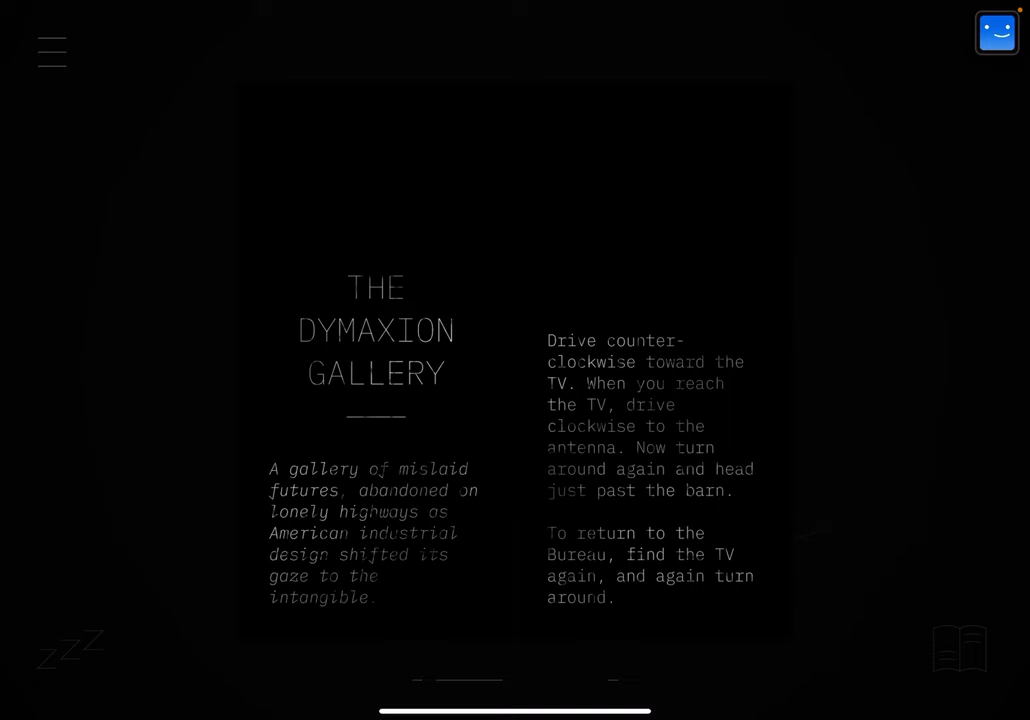 THE
DYMAXION
GALLERY
A gallery of mislaid
futures, abandoned on
lonely highways as
American industrial
design shifted its
gaze to the
intangible.
Drive counter-
clockwise toward the
TV. When you reach
the TV, drive
clockwise to the
antenna. Now turn
around again and head
just past the barn.
To return to the
Bureau, find the TV
again, and again turn
around.
zzz